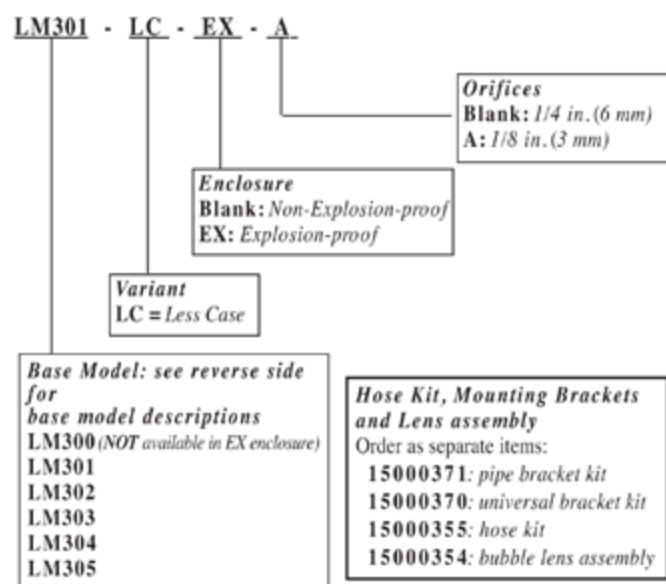 LM301 - LC - EX - A
Orifices
Blank: 1/4 in.(6 mm)
A: 1/8 in.(3 mm)
Enclosure
Blank: Non-Explosion-proof
EX: Explosion-proof
Variant
LC = Less Case
Base Model: see reverse side
for
base model descriptions
LM300 (NOT available in EX enclosure)
LM301
LM302
LM303
LM304
LM305
Hose Kit, Mounting Brackets
and Lens assembly
Order as separate items:
15000371: pipe bracket kit
15000370: universal bracket kit
15000355: hose kit
15000354: bubble lens assembly